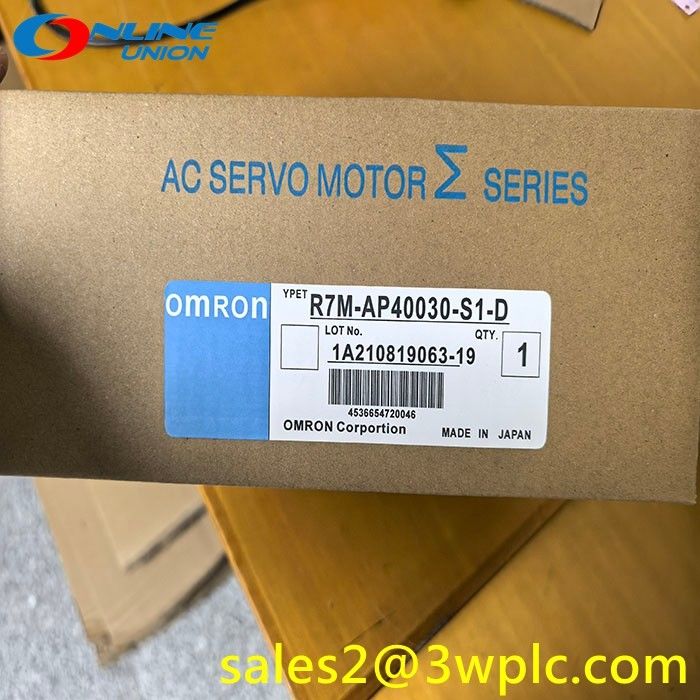 ONLINE
UNION
AC SERVO MOTOR Σ SERIES
OMRON
YPET R7M-AP40030-S1-D
LOT No.
QTY.
1A210819063-19
1
4536654720046
OMRON Corportion
MADE IN JAPAN
sales2@3wplc.com